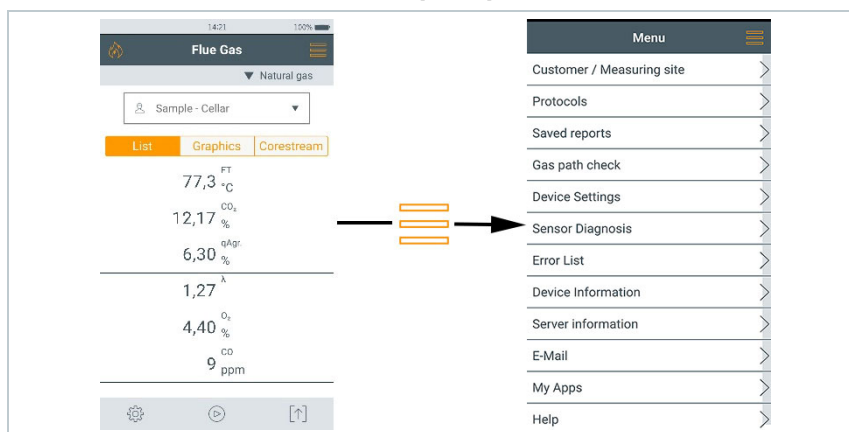 14:21 100%
Flue Gas
Natural gas
Sample - Cellar
List Graphics Corestream
77,3 FT °C
12,17 CO₂ %
6,30 qAgr. %
1,27 λ
4,40 O₂ %
9 CO ppm
Menu
Customer / Measuring site
Protocols
Saved reports
Gas path check
Device Settings
Sensor Diagnosis
Error List
Device Information
Server information
E-Mail
My Apps
Help